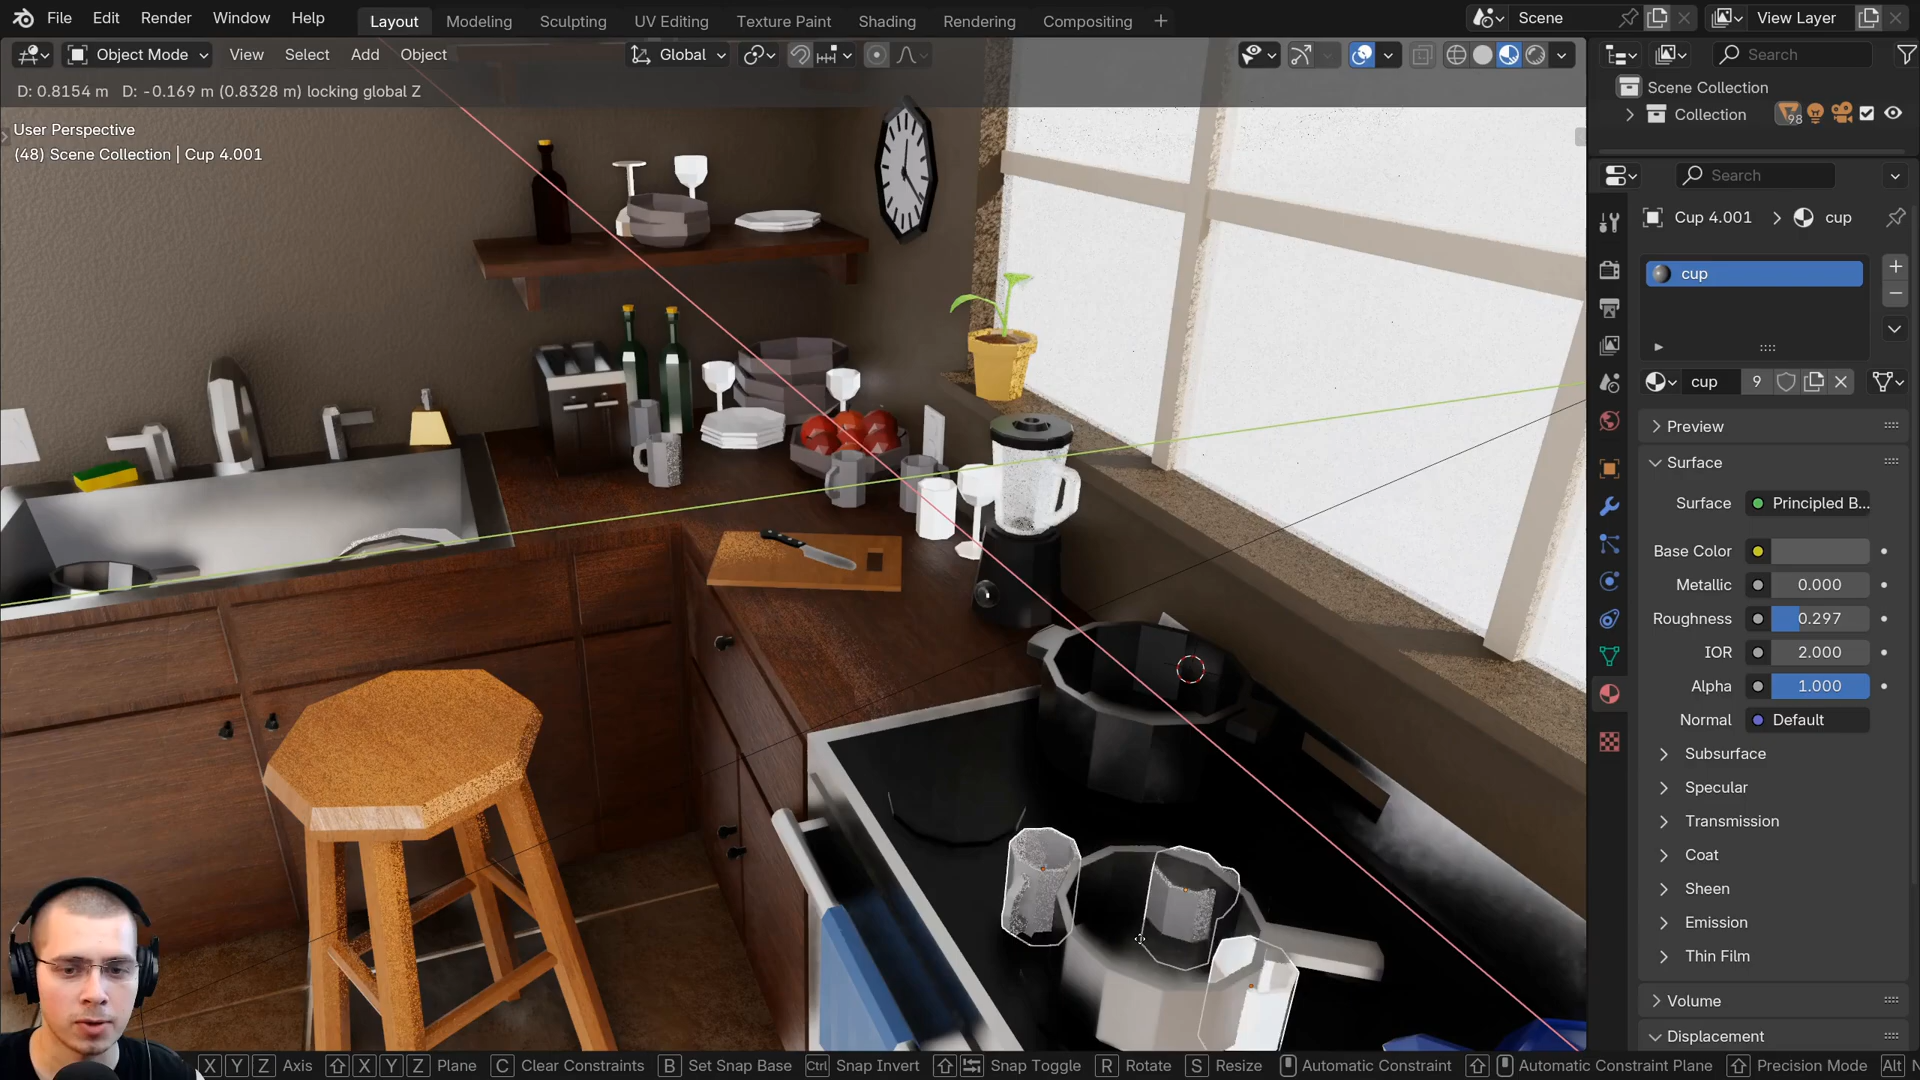 File Edit Render Window Help Layout Modeling Sculpting UV Editing Texture Paint Shading Rendering Compositing Scene View Layer
Object Mode View Select Add Object Global Search
D: 0.8154 m D: -0.169 m (0.8328 m) locking global Z
User Perspective
(48) Scene Collection | Cup 4.001
Scene Collection
Collection 98
Search
Cup 4.001 > cup
cup
cup 9
Preview
Surface
Surface Principled B...
Base Color
Metallic 0.000
Roughness 0.297
IOR 2.000
Alpha 1.000
Normal Default
Subsurface
Specular
Transmission
Coat
Sheen
Emission
Thin Film
Volume
Displacement
X Y Z Axis X Y Z Plane C Clear Constraints B Set Snap Base Ctrl Snap Invert Snap Toggle R Rotate S Resize Automatic Constraint Automatic Constraint Plane Precision Mode Alt N